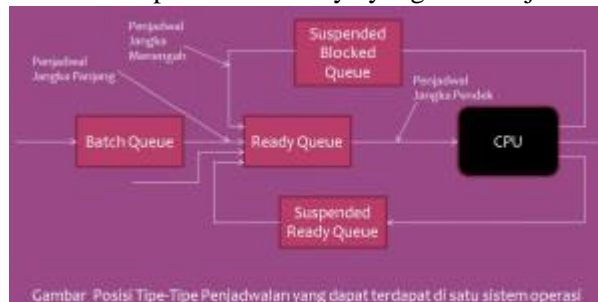 Penjadwal
Jangka
Menengah
Suspended
Blocked
Queue
Penjadwal
Jangka Panjang
Penjadwal
Jangka Pendek
Batch Queue
Ready Queue
CPU
Suspended
Ready Queue
Gambar Posisi Tipe-Tipe Penjadwalan yang dapat terdapat di satu sistem operasi